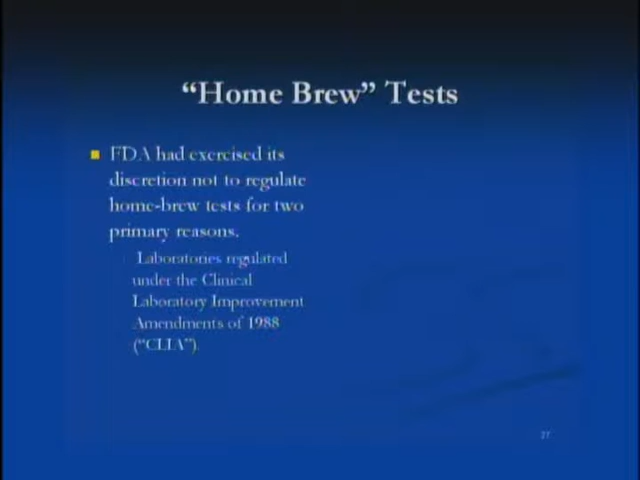 “Home Brew” Tests
FDA had exercised its
discretion not to regulate
home-brew tests for two
primary reasons.
Laboratories regulated
under the Clinical
Laboratory Improvement
Amendments of 1988
(“CLIA”)
27